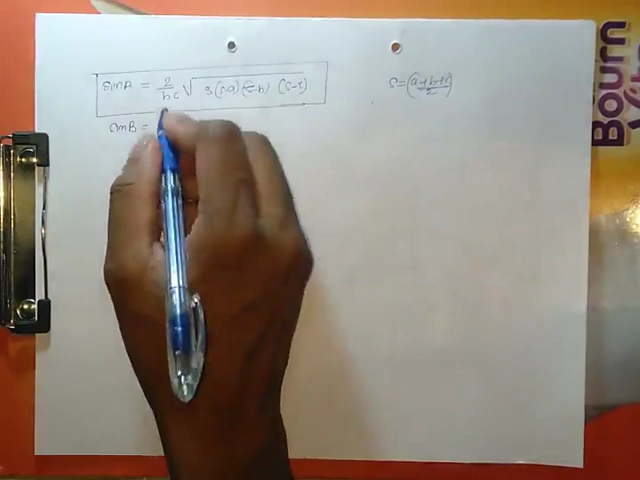 sinA = 2/bc √ s(s-a)(s-b) (s-c)
s=(a+b+c/2)
sinB =
Bourn